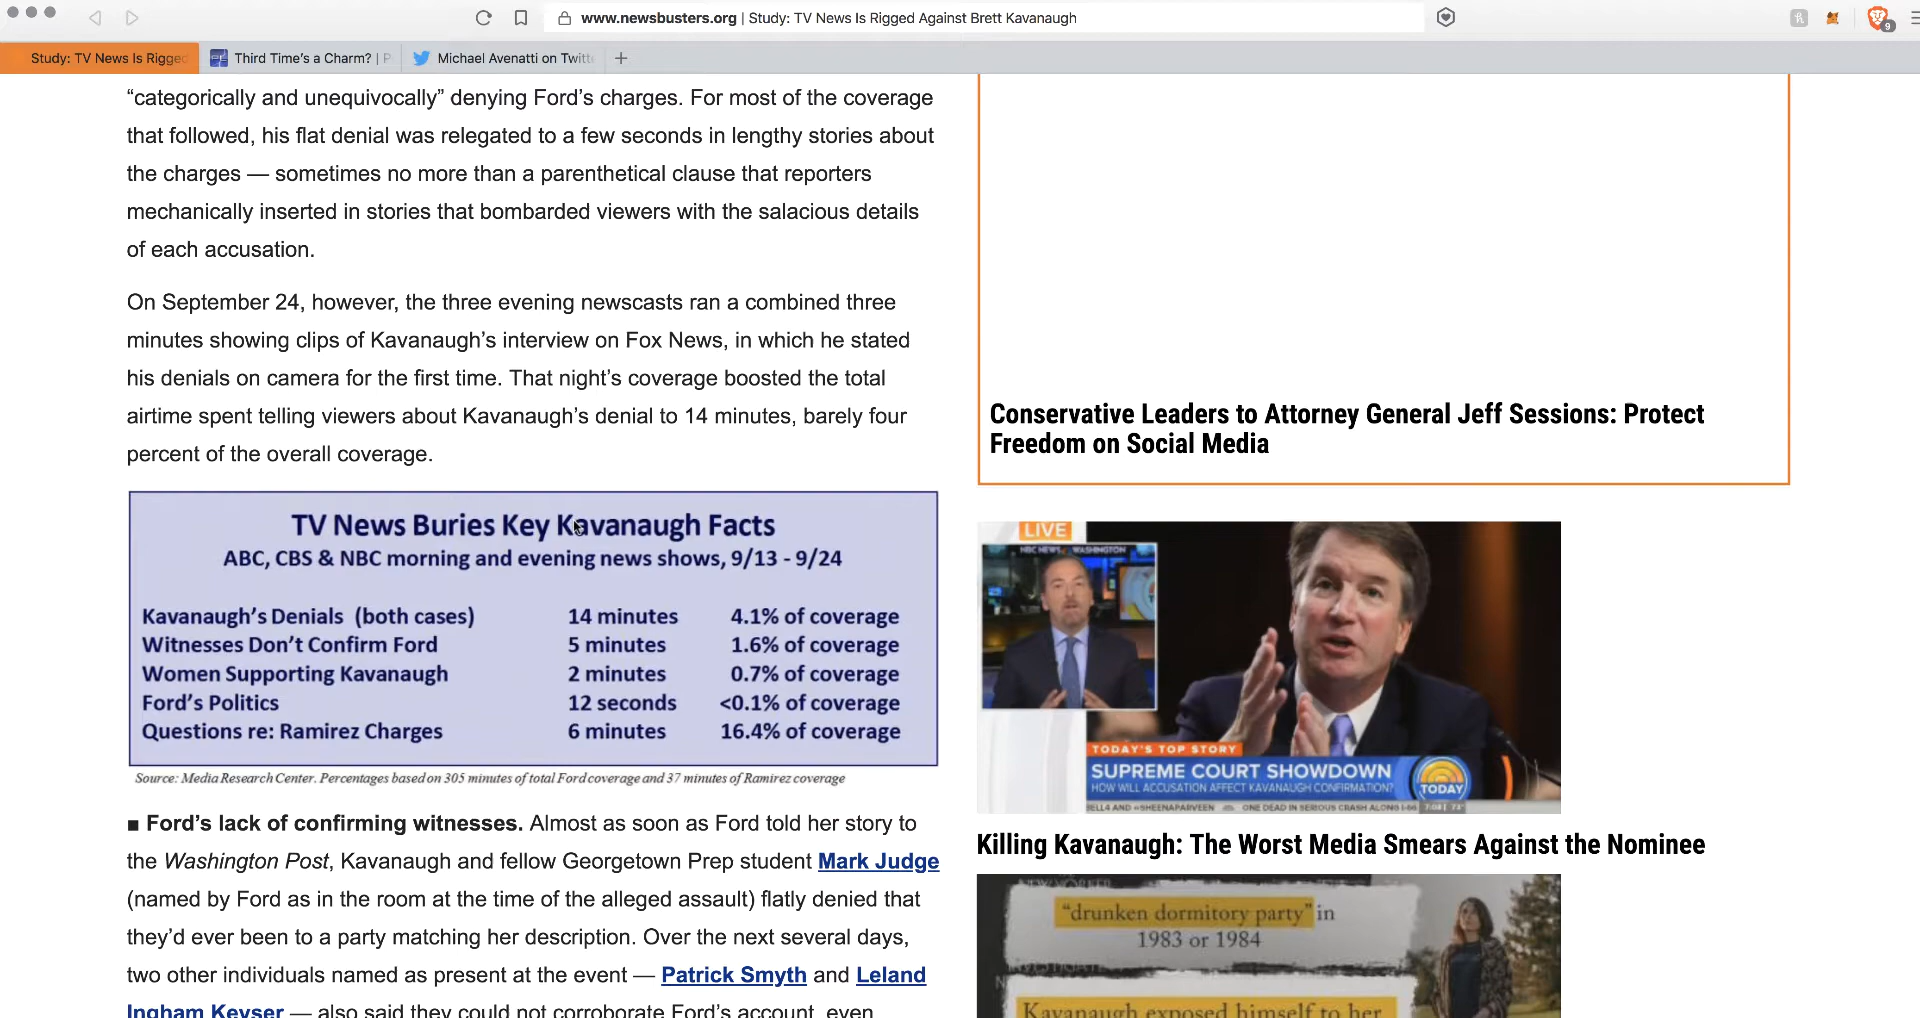 www.newsbusters.org | Study: TV News Is Rigged Against Brett Kavanaugh
9
Study: TV News Is Rigged
Third Time's a Charm? | P
Michael Avenatti on Twitte
“categorically and unequivocally” denying Ford’s charges. For most of the coverage
that followed, his flat denial was relegated to a few seconds in lengthy stories about
the charges — sometimes no more than a parenthetical clause that reporters
mechanically inserted in stories that bombarded viewers with the salacious details
of each accusation.
On September 24, however, the three evening newscasts ran a combined three
minutes showing clips of Kavanaugh’s interview on Fox News, in which he stated
his denials on camera for the first time. That night’s coverage boosted the total
airtime spent telling viewers about Kavanaugh’s denial to 14 minutes, barely four
percent of the overall coverage.
TV News Buries Key Kavanaugh Facts
ABC, CBS & NBC morning and evening news shows, 9/13 - 9/24
Kavanaugh’s Denials (both cases) 14 minutes 4.1% of coverage
Witnesses Don’t Confirm Ford 5 minutes 1.6% of coverage
Women Supporting Kavanaugh 2 minutes 0.7% of coverage
Ford’s Politics 12 seconds <0.1% of coverage
Questions re: Ramirez Charges 6 minutes 16.4% of coverage
Source: Media Research Center. Percentages based on 305 minutes of total Ford coverage and 37 minutes of Ramirez coverage
■ Ford’s lack of confirming witnesses. Almost as soon as Ford told her story to
the Washington Post, Kavanaugh and fellow Georgetown Prep student Mark Judge
(named by Ford as in the room at the time of the alleged assault) flatly denied that
they’d ever been to a party matching her description. Over the next several days,
two other individuals named as present at the event — Patrick Smyth and Leland
Ingham Keyser — also said they could not corroborate Ford’s account, even
Conservative Leaders to Attorney General Jeff Sessions: Protect
Freedom on Social Media
LIVE
NBC NEWS WASHINGTON
TODAY'S TOP STORY
SUPREME COURT SHOWDOWN
HOW WILL ACCUSATION AFFECT KAVANAUGH CONFIRMATION?
TODAY
ONE DEAD IN SERIOUS CRASH ALONG I-66 7:08
Killing Kavanaugh: The Worst Media Smears Against the Nominee
“drunken dormitory party” in
1983 or 1984
Kavanaugh exposed himself to her